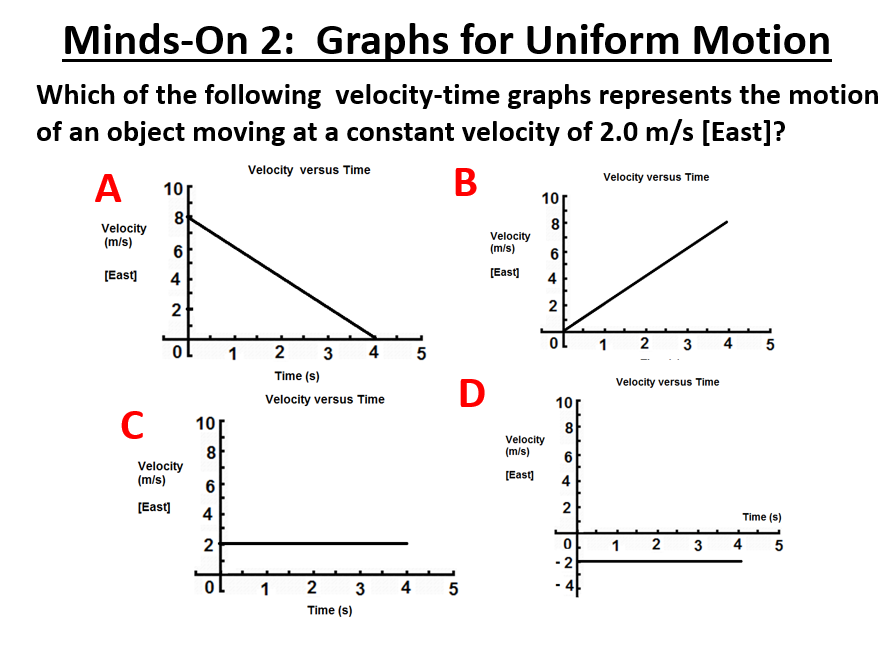 Minds-On 2:  Graphs for Uniform Motion
Which of the following  velocity-time graphs represents the motion
of an object moving at a constant velocity of 2.0 m/s [East]?
A
Velocity  versus Time
Velocity
(m/s)
[East]
10
8
6
4
2
0
1 2 3 4 5
Time (s)
B
Velocity versus Time
Velocity
(m/s)
[East]
10
8
6
4
2
0
1 2 3 4 5
C
Velocity versus Time
Velocity
(m/s)
[East]
10
8
6
4
2
0
1 2 3 4 5
Time (s)
D
Velocity versus Time
Velocity
(m/s)
[East]
10
8
6
4
2
Time (s)
0
1 2 3 4 5
- 2
- 4